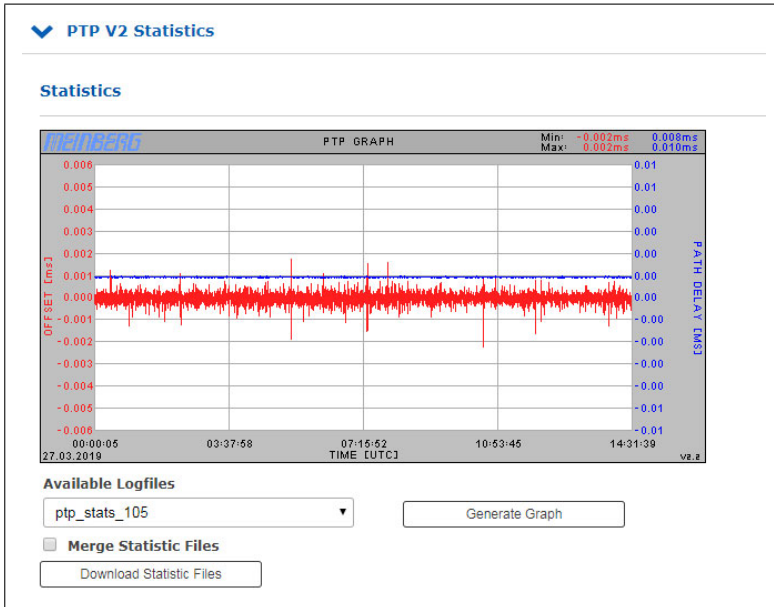 PTP V2 Statistics
Statistics
MEINBERG PTP GRAPH Min: -0.002ms 0.008ms
Max: 0.002ms 0.010ms
0.006 0.01
0.005 0.01
0.004 0.00
0.003 0.00
0.002 0.00
0.001 0.00
0.000 0.00
-0.001 -0.00
-0.002 -0.00
-0.003 -0.00
-0.004 -0.00
-0.005 -0.01
-0.006 -0.01
OFFSET [ms]
PATH DELAY [MS]
00:00:05 03:37:58 07:15:52 10:53:45 14:31:39
27.03.2019 TIME [UTC] V2.2
Available Logfiles
ptp_stats_105 Generate Graph
Merge Statistic Files
Download Statistic Files